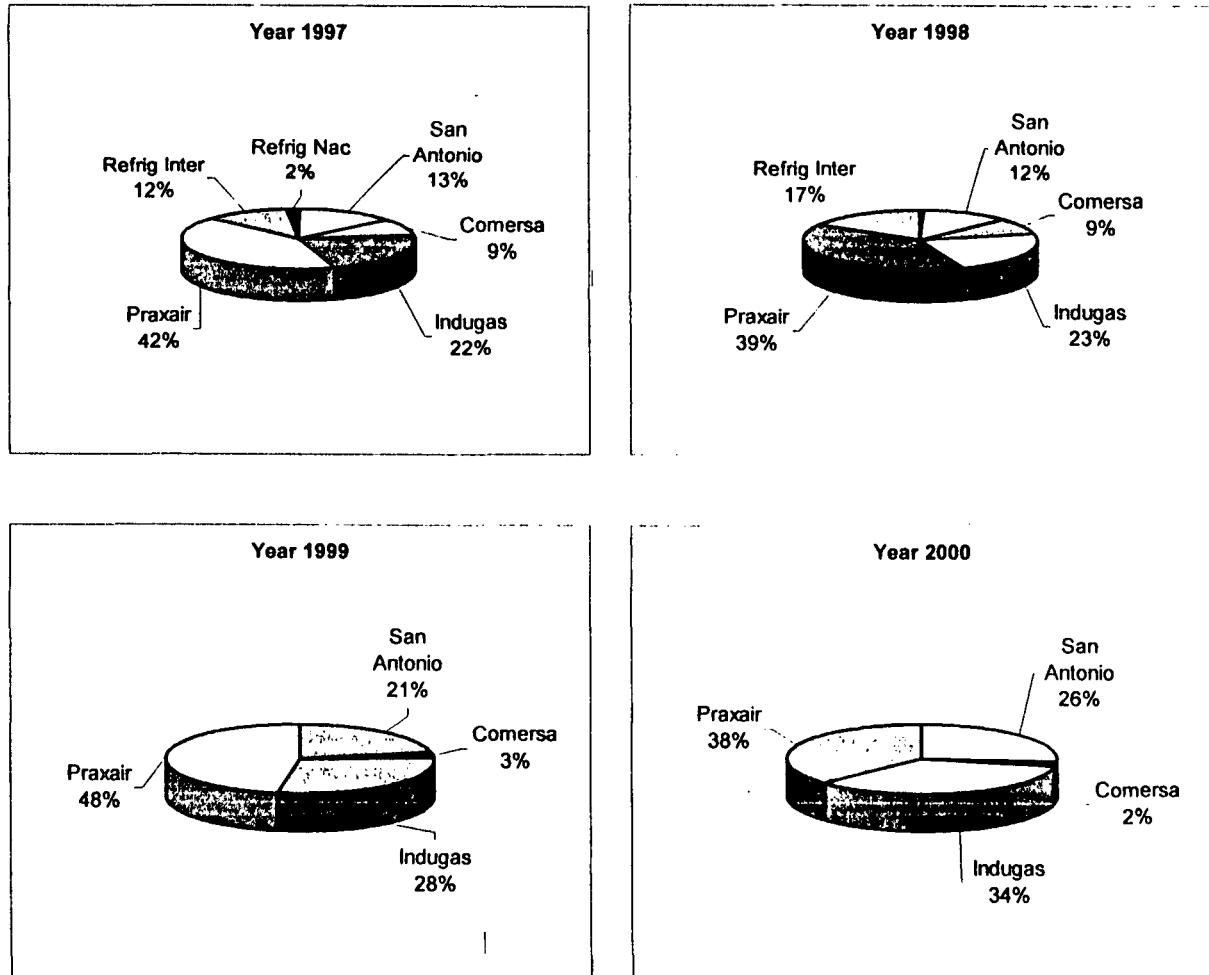 Year 1997
Refrig Nac
2%
San
Antonio
13%
Refrig Inter
12%
Comersa
9%
Praxair
42%
Indugas
22%
Year 1998
San
Antonio
12%
Refrig Inter
17%
Comersa
9%
Praxair
39%
Indugas
23%
Year 1999
San
Antonio
21%
Comersa
3%
Praxair
48%
Indugas
28%
Year 2000
San
Antonio
26%
Praxair
38%
Comersa
2%
Indugas
34%